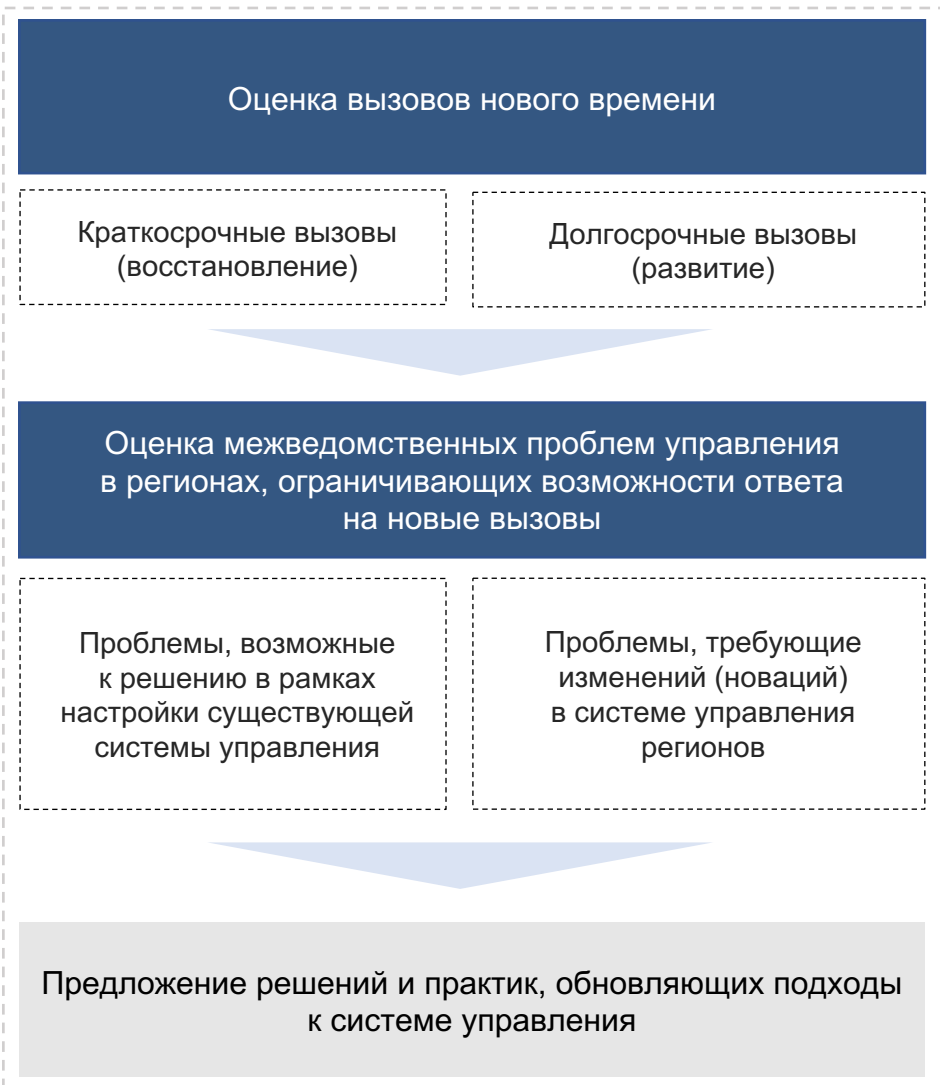 Оценка вызовов нового времени
Краткосрочные вызовы
(восстановление)
Долгосрочные вызовы
(развитие)
Оценка межведомственных проблем управления
в регионах, ограничивающих возможности ответа
на новые вызовы
Проблемы, возможные
к решению в рамках
настройки существующей
системы управления
Проблемы, требующие
изменений (новаций)
в системе управления
регионов
Предложение решений и практик, обновляющих подходы
к системе управления